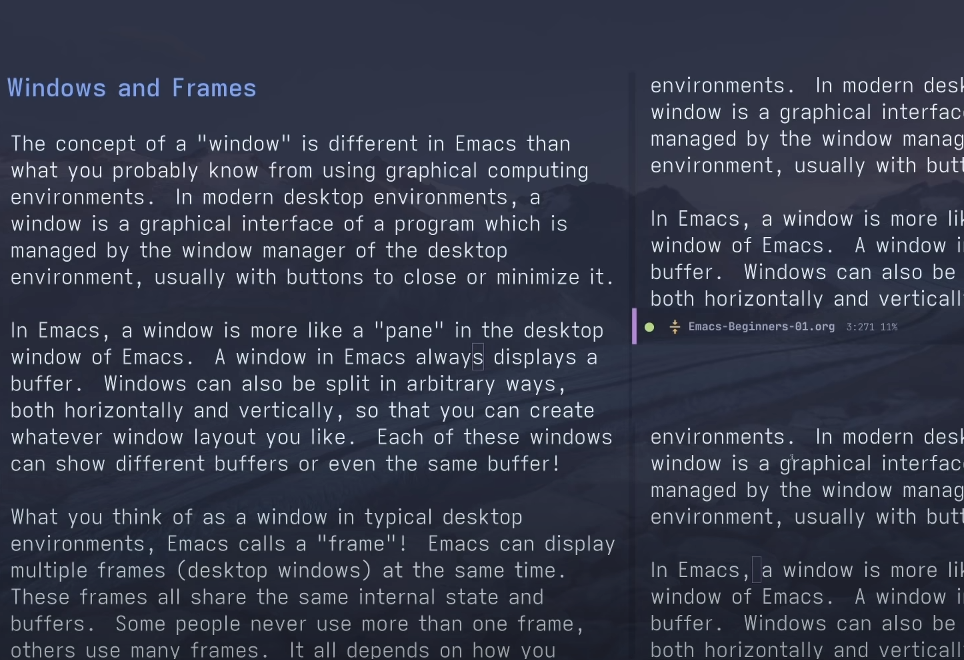 Windows and Frames
The concept of a "window" is different in Emacs than
what you probably know from using graphical computing
environments.  In modern desktop environments, a
window is a graphical interface of a program which is
managed by the window manager of the desktop
environment, usually with buttons to close or minimize it.
In Emacs, a window is more like a "pane" in the desktop
window of Emacs.  A window in Emacs always displays a
buffer.  Windows can also be split in arbitrary ways,
both horizontally and vertically, so that you can create
whatever window layout you like.  Each of these windows
can show different buffers or even the same buffer!
What you think of as a window in typical desktop
environments, Emacs calls a "frame"!  Emacs can display
multiple frames (desktop windows) at the same time.
These frames all share the same internal state and
buffers.  Some people never use more than one frame,
others use many frames.  It all depends on how you
environments.  In modern desk
window is a graphical interfac
managed by the window manag
environment, usually with butt
In Emacs, a window is more li
window of Emacs.  A window i
buffer.  Windows can also be
both horizontally and verticall
Emacs-Beginners-01.org 3:271 11%
environments.  In modern desk
window is a graphical interfac
managed by the window manag
environment, usually with butt
In Emacs, a window is more li
window of Emacs.  A window i
buffer.  Windows can also be
both horizontally and verticall